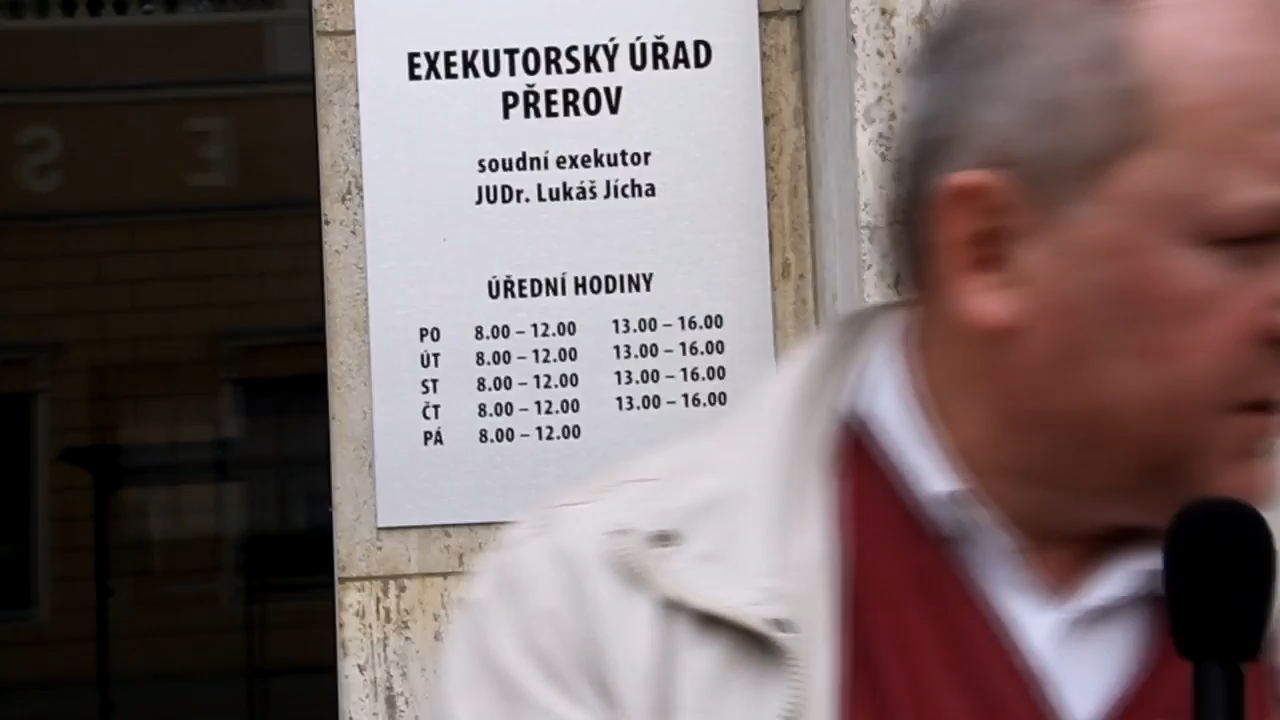 EXEKUTORSKÝ ÚŘAD
PŘEROV
soudní exekutor
JUDr. Lukáš Jícha
ÚŘEDNÍ HODINY
PO 8.00 – 12.00 13.00 – 16.00
ÚT 8.00 – 12.00 13.00 – 16.00
ST 8.00 – 12.00 13.00 – 16.00
ČT 8.00 – 12.00 13.00 – 16.00
PÁ 8.00 – 12.00